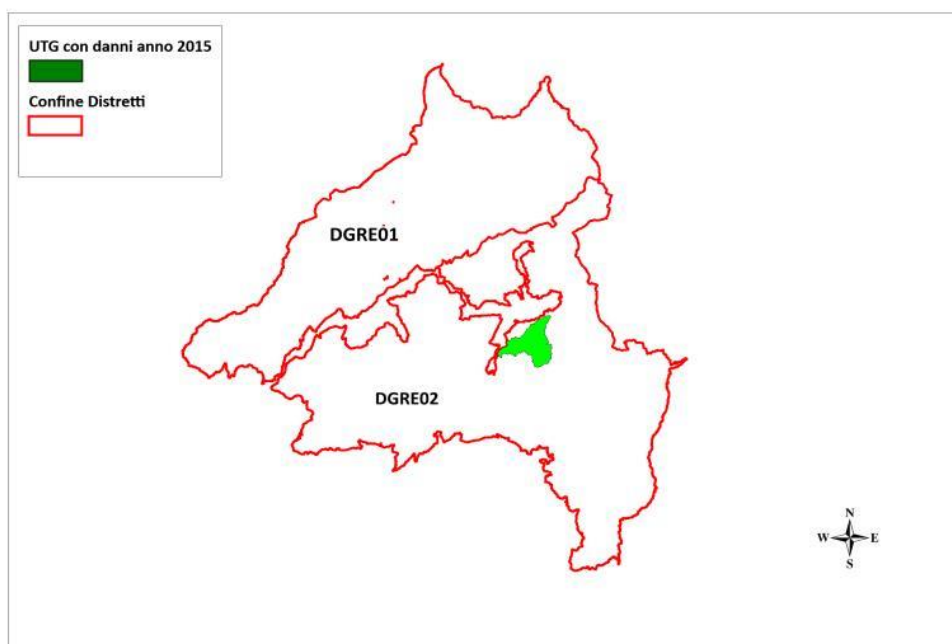 UTG con danni anno 2015
Confine Distretti
DGRE01
DGRE02
N
W E
S